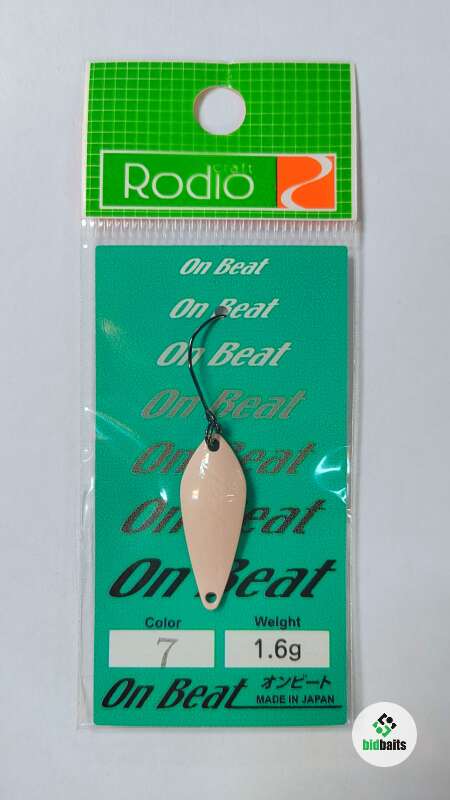 craft
Rodio
On Beat
On Beat
On Beat
On Beat
On Beat
On Beat
On Beat
Color Weight
7 1.6g
On Beat オンビート
MADE IN JAPAN
bidbaits